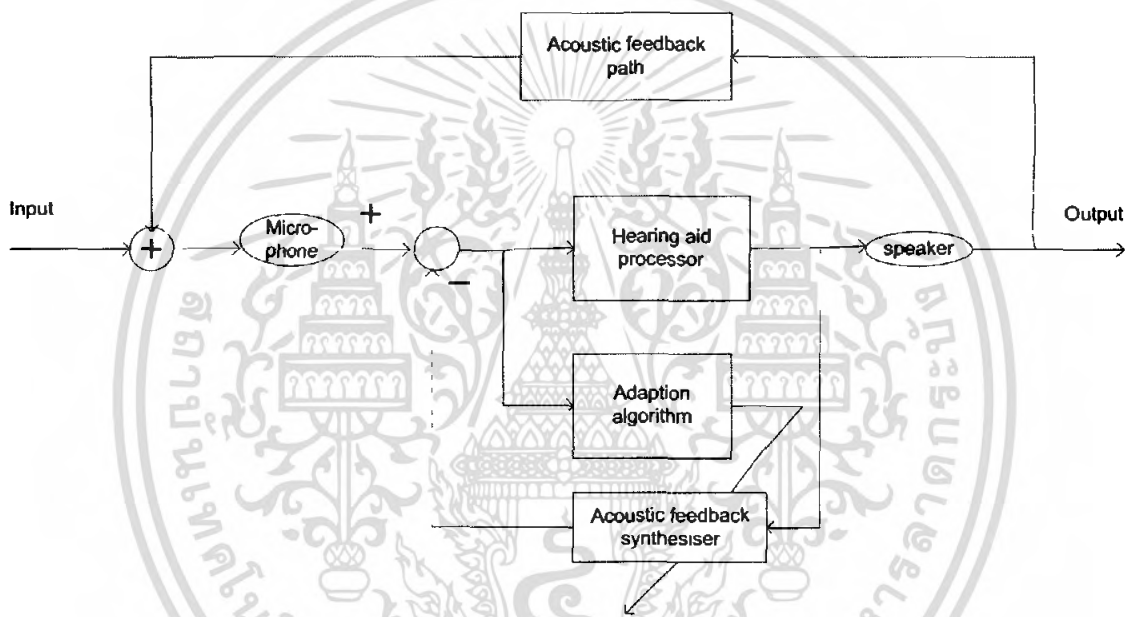 Acoustic feedback
path
Input
+
Micro-
phone
+
−
Hearing aid
processor
speaker
Output
Adaption
algorithm
Acoustic feedback
synthesiser